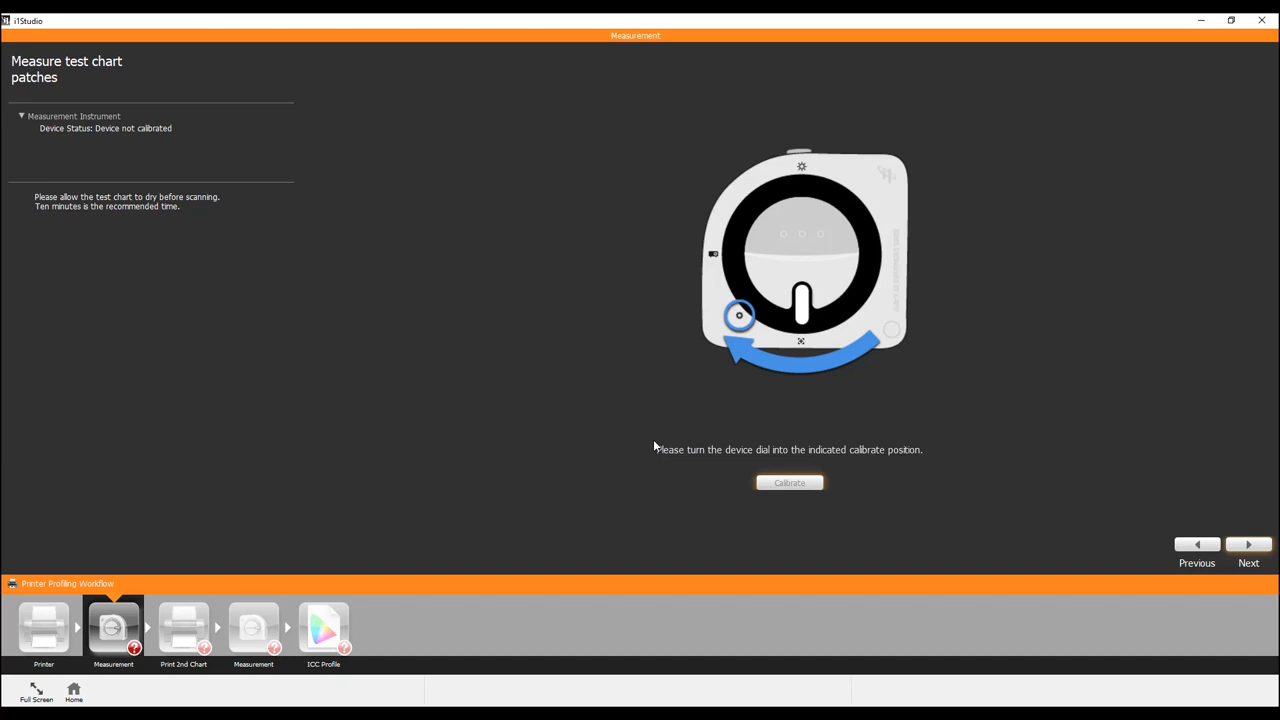 i1Studio
Measurement
Measure test chart
patches
Measurement Instrument
Device Status: Device not calibrated
Please allow the test chart to dry before scanning.
Ten minutes is the recommended time.
Please turn the device dial into the indicated calibrate position.
Calibrate
Previous
Next
Printer Profiling Workflow
Printer
Measurement
Print 2nd Chart
Measurement
ICC Profile
Full Screen
Home